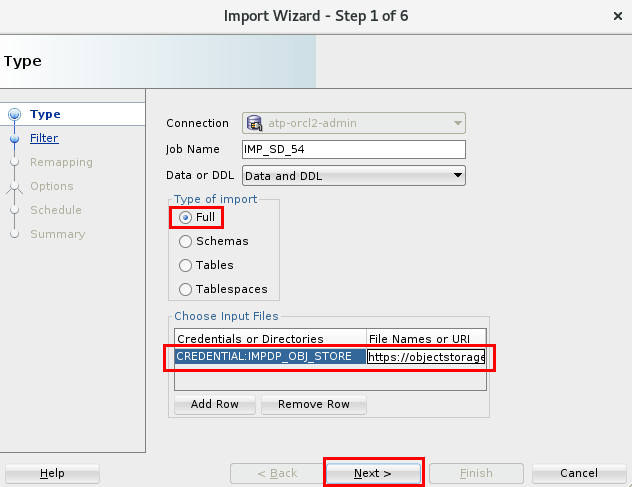 Import Wizard - Step 1 of 6
Type
Type
Filter
Remapping
Options
Schedule
Summary
Connection atp-orcl2-admin
Job Name IMP_SD_54
Data or DDL Data and DDL
Type of import
Full
Schemas
Tables
Tablespaces
Choose Input Files
Credentials or Directories File Names or URI
CREDENTIAL:IMPDP_OBJ_STORE https://objectstorage
Add Row Remove Row
Help < Back Next > Finish Cancel